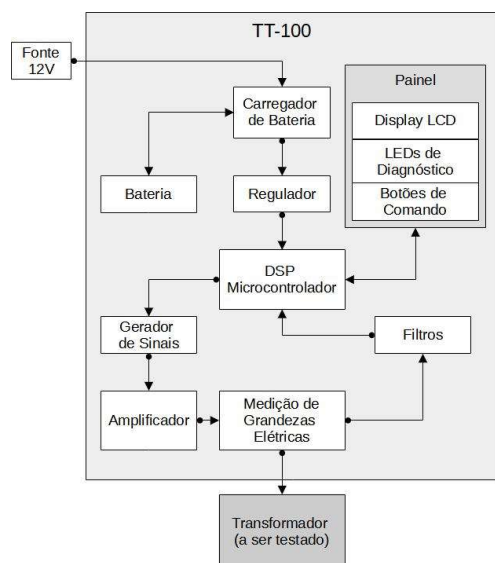 TT-100
Fonte
12V
Carregador
de Bateria
Painel
Display LCD
LEDs de
Diagnóstico
Botões de
Comando
Bateria
Regulador
DSP
Microcontrolador
Gerador
de Sinais
Filtros
Amplificador
Medição de
Grandezas
Elétricas
Transformador
(a ser testado)